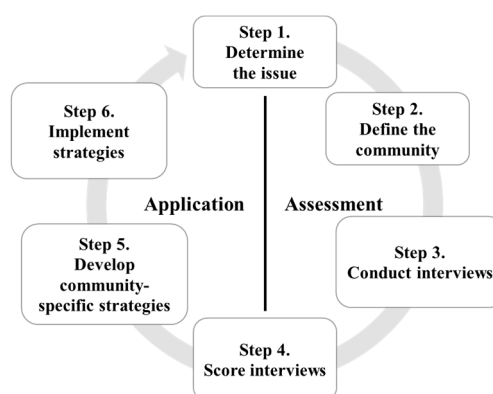 Step 1.
Determine
the issue
Step 2.
Define the
community
Step 3.
Conduct interviews
Step 4.
Score interviews
Step 5.
Develop
community-
specific strategies
Step 6.
Implement
strategies
Application
Assessment